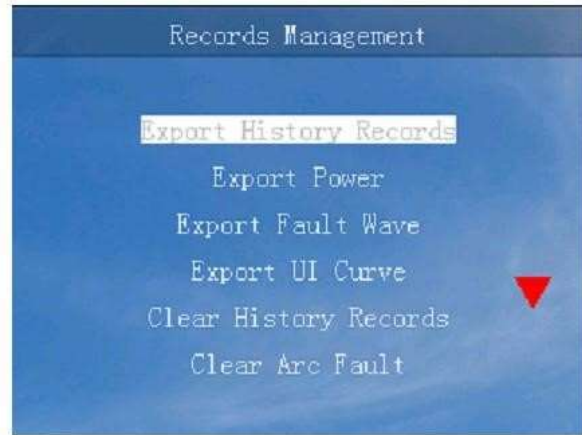 Records Management
Export History Records
Export Power
Export Fault Wave
Export UI Curve
Clear History Records
Clear Arc Fault